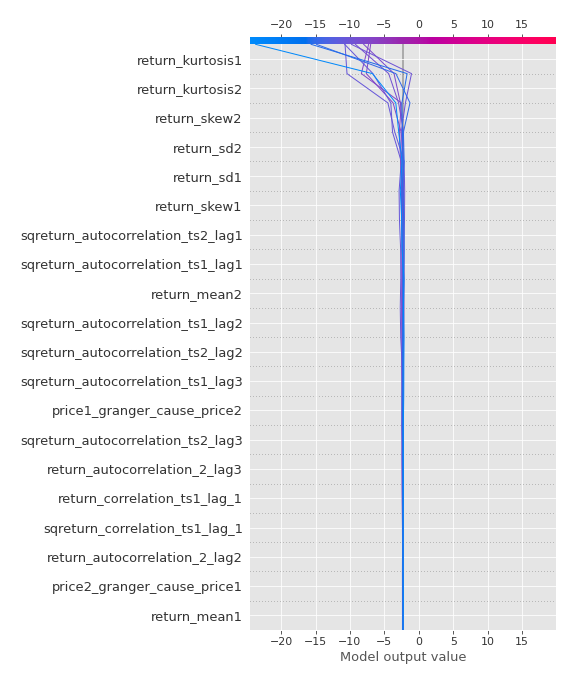 −20 −15 −10 −5 0 5 10 15
return_kurtosis1
return_kurtosis2
return_skew2
return_sd2
return_sd1
return_skew1
sqreturn_autocorrelation_ts2_lag1
sqreturn_autocorrelation_ts1_lag1
return_mean2
sqreturn_autocorrelation_ts1_lag2
sqreturn_autocorrelation_ts2_lag2
sqreturn_autocorrelation_ts1_lag3
price1_granger_cause_price2
sqreturn_autocorrelation_ts2_lag3
return_autocorrelation_2_lag3
return_correlation_ts1_lag_1
sqreturn_correlation_ts1_lag_1
return_autocorrelation_2_lag2
price2_granger_cause_price1
return_mean1
−20 −15 −10 −5 0 5 10 15
Model output value